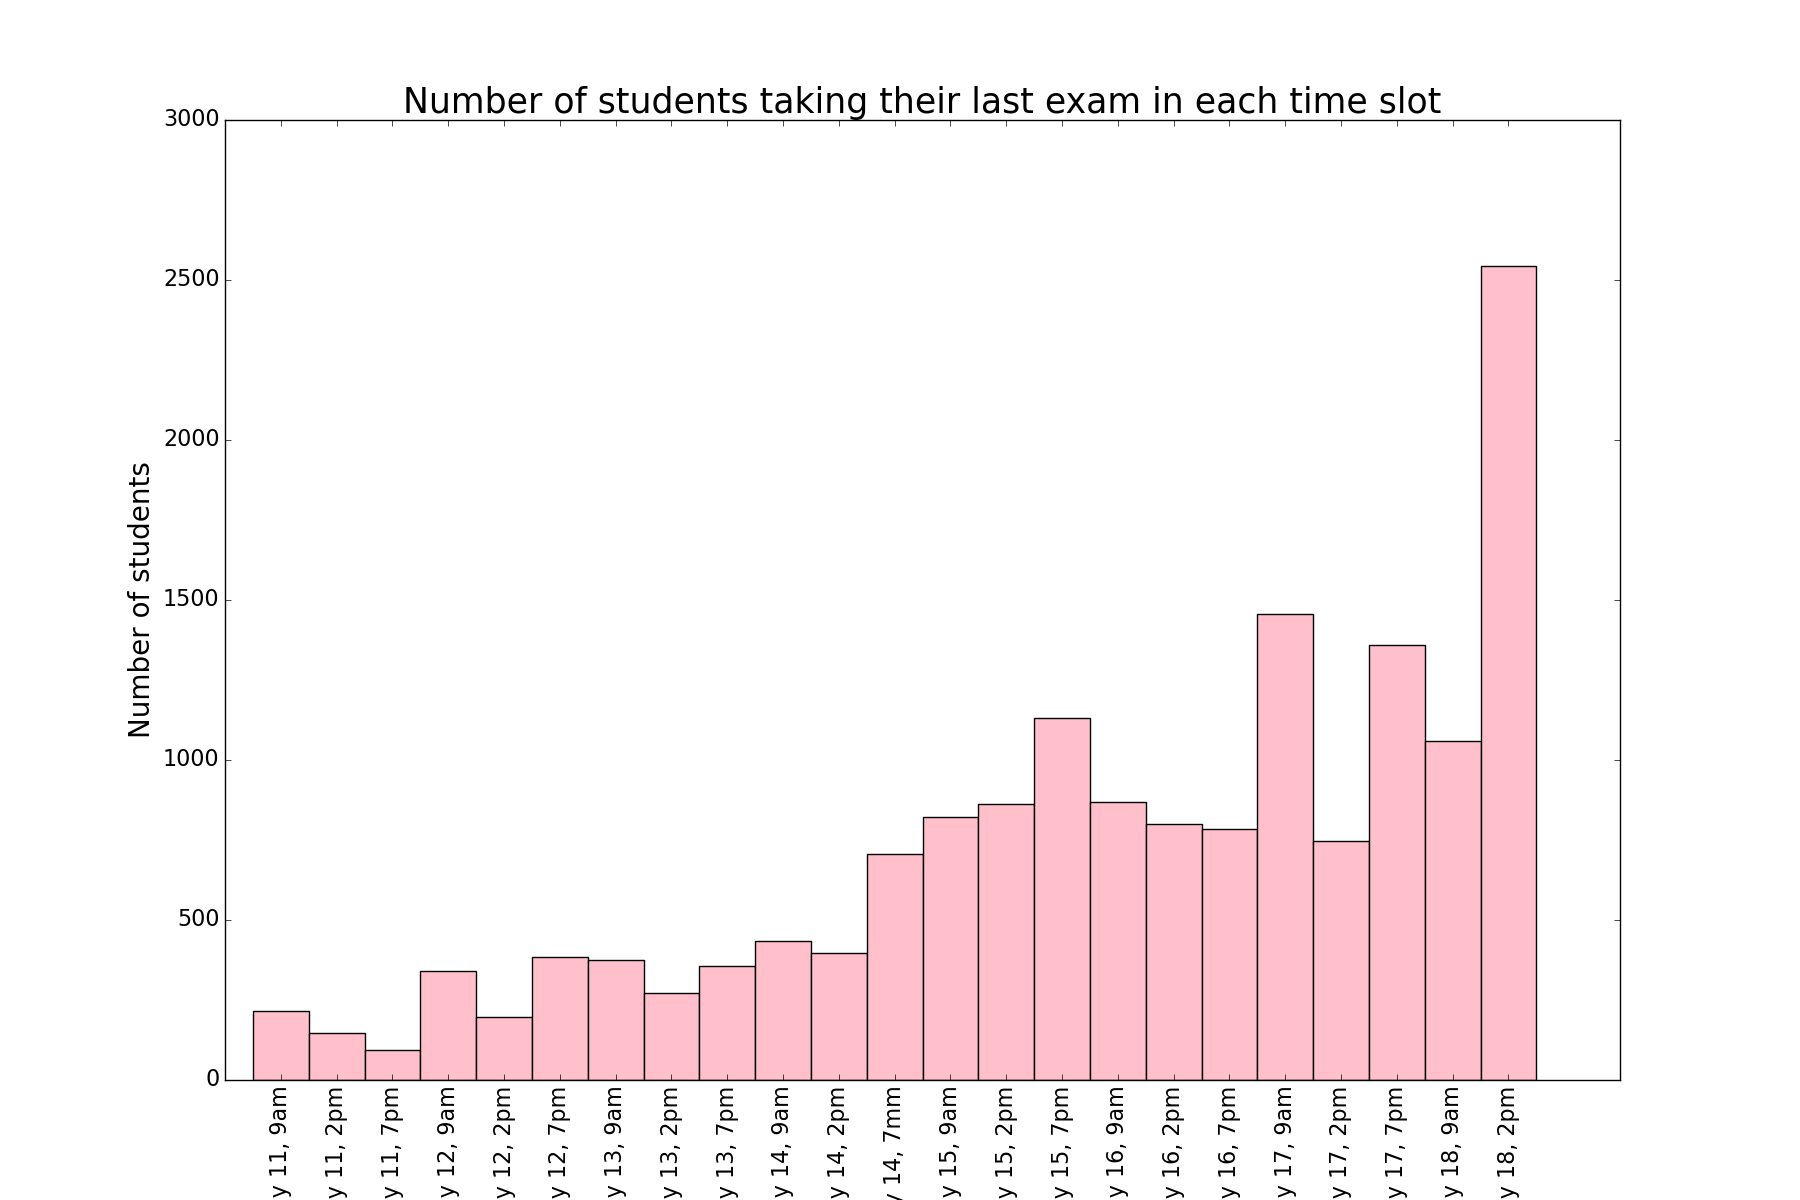 Number of students taking their last exam in each time slot
3000
2500
2000
1500
1000
500
0
Number of students
y 11, 9am
y 11, 2pm
y 11, 7pm
y 12, 9am
y 12, 2pm
y 12, 7pm
y 13, 9am
y 13, 2pm
y 13, 7pm
y 14, 9am
y 14, 2pm
y 14, 7mm
y 15, 9am
y 15, 2pm
y 15, 7pm
y 16, 9am
y 16, 2pm
y 16, 7pm
y 17, 9am
y 17, 2pm
y 17, 7pm
y 18, 9am
y 18, 2pm